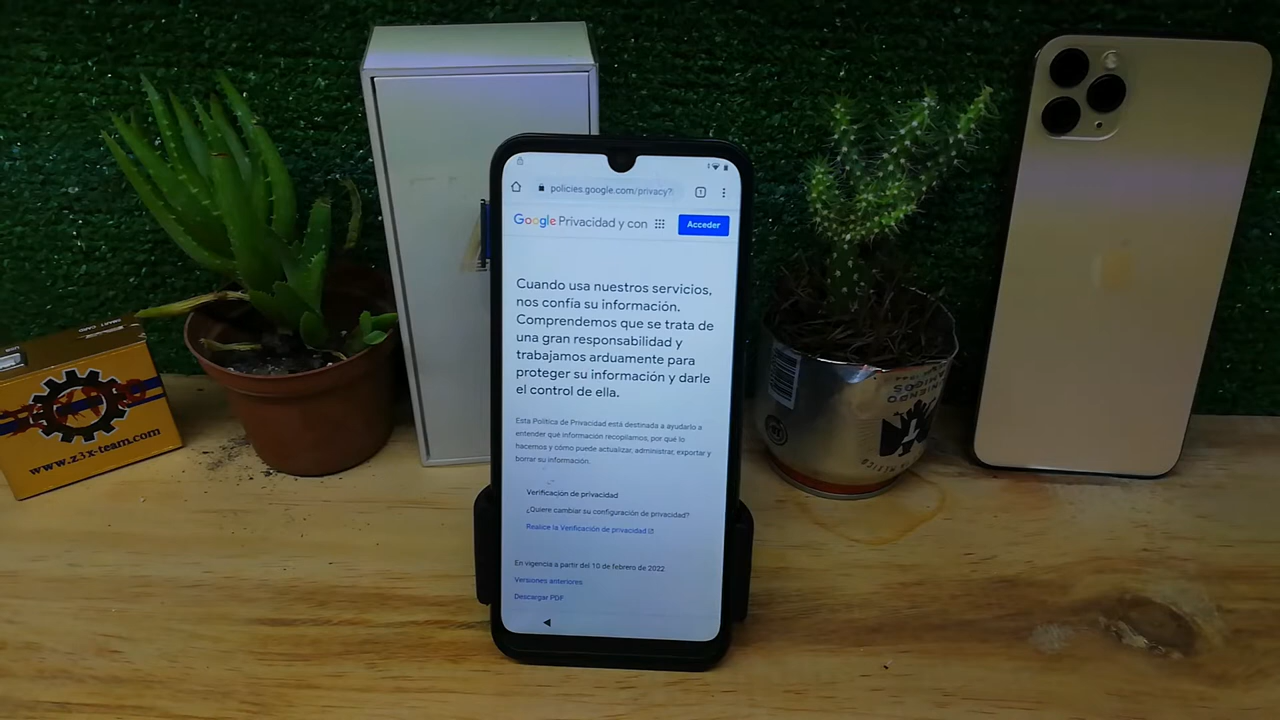 policies.google.com/privacy?
1
Google Privacidad y con
Acceder
Cuando usa nuestros servicios,
nos confía su información.
Comprendemos que se trata de
una gran responsabilidad y
trabajamos arduamente para
proteger su información y darle
el control de ella.
Esta Política de Privacidad está destinada a ayudarlo a
entender qué información recopilamos, por qué lo
hacemos y cómo puede actualizar, administrar, exportar y
borrar su información.
Verificación de privacidad
¿Quiere cambiar su configuración de privacidad?
Realice la Verificación de privacidad
En vigencia a partir del 10 de febrero de 2022
Versiones anteriores
Descargar PDF
SMART CARD
www.z3x-team.com